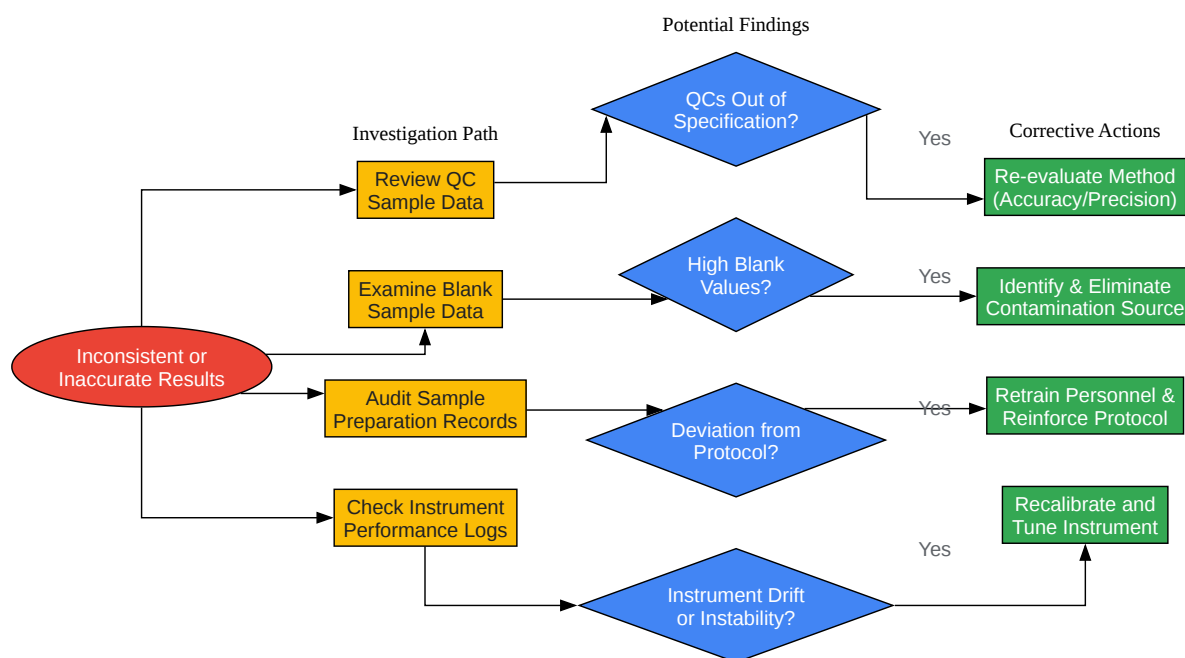 Potential Findings
Investigation Path
Corrective Actions
QCs Out of
Specification?
Yes
Review QC
Sample Data
Re-evaluate Method
(Accuracy/Precision)
High Blank
Values?
Yes
Examine Blank
Sample Data
Identify & Eliminate
Contamination Source
Inconsistent or
Inaccurate Results
Audit Sample
Preparation Records
Deviation from
Protocol?
Yes
Retrain Personnel &
Reinforce Protocol
Check Instrument
Performance Logs
Instrument Drift
or Instability?
Yes
Recalibrate and
Tune Instrument